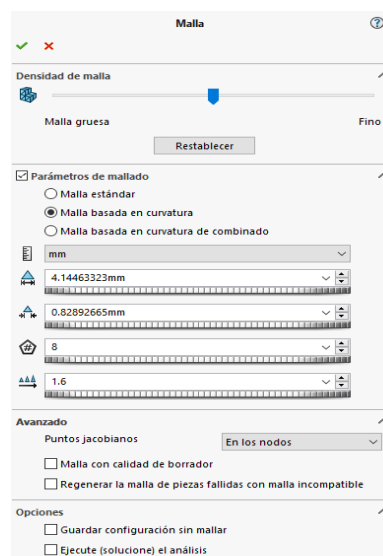 Malla
Densidad de malla
Malla gruesa Fino
Restablecer
Parámetros de mallado
Malla estándar
Malla basada en curvatura
Malla basada en curvatura de combinado
mm
4.14463323mm
0.82892665mm
8
1.6
Avanzado
Puntos jacobianos En los nodos
Malla con calidad de borrador
Regenerar la malla de piezas fallidas con malla incompatible
Opciones
Guardar configuración sin mallar
Ejecute (solucione) el análisis